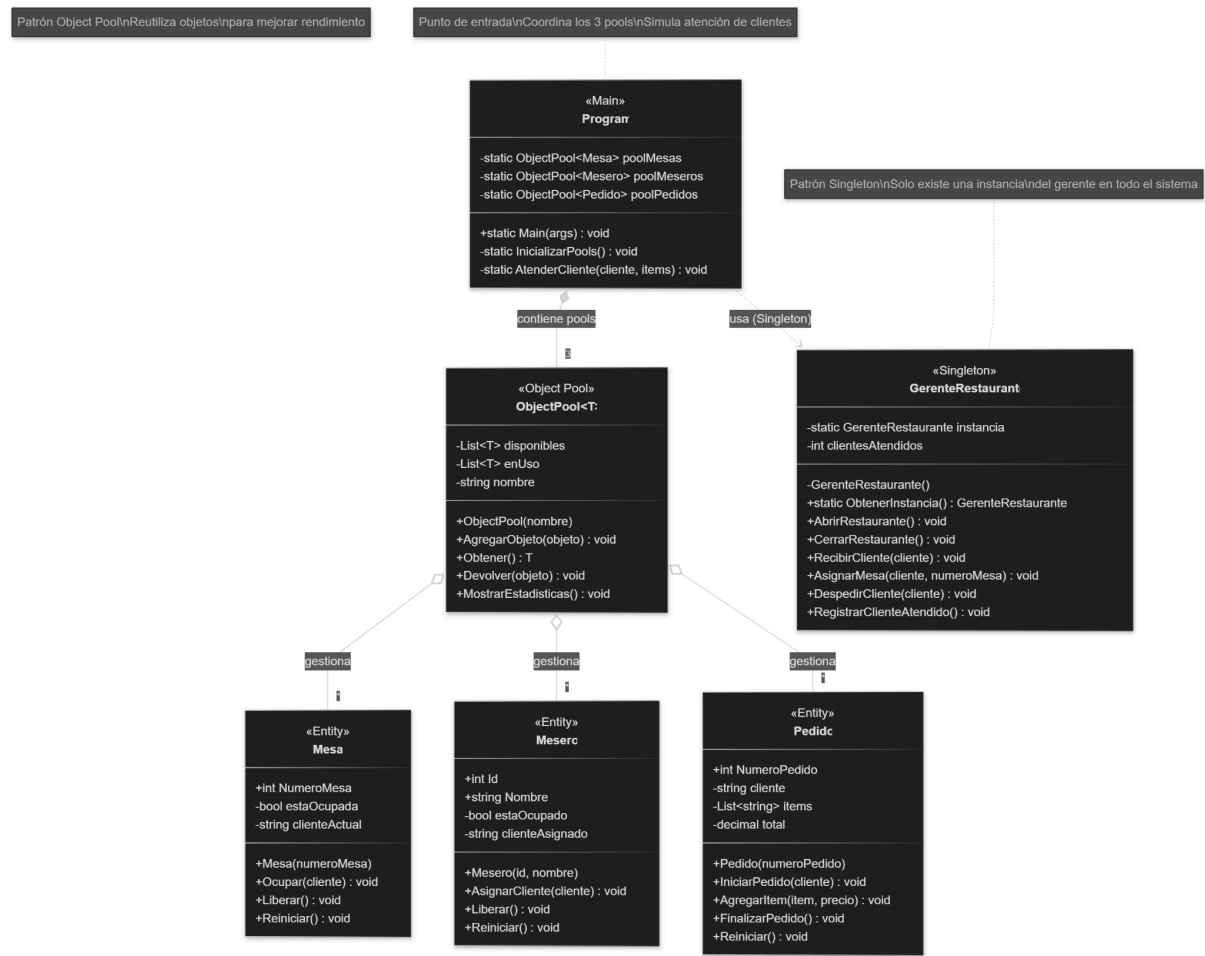 Patrón Object Pool\nReutiliza objetos\npara mejorar rendimiento
Punto de entrada\nCoordina los 3 pools\nSimula atención de clientes
«Main»
Program
-static ObjectPool<Mesa> poolMesas
-static ObjectPool<Mesero> poolMeseros
-static ObjectPool<Pedido> poolPedidos
+static Main(args) : void
-static InicializarPools() : void
-static AtenderCliente(cliente, items) : void
Patrón Singleton\nSolo existe una instancia\ndel gerente en todo el sistema
contiene pools
usa (Singleton)
3
«Object Pool»
ObjectPool<T>
-List<T> disponibles
-List<T> enUso
-string nombre
+ObjectPool(nombre)
+AgregarObjeto(objeto) : void
+Obtener() : T
+Devolver(objeto) : void
+MostrarEstadisticas() : void
«Singleton»
GerenteRestaurante
-static GerenteRestaurante instancia
-int clientesAtendidos
-GerenteRestaurante()
+static ObtenerInstancia() : GerenteRestaurante
+AbrirRestaurante() : void
+CerrarRestaurante() : void
+RecibirCliente(cliente) : void
+AsignarMesa(cliente, numeroMesa) : void
+DespedirCliente(cliente) : void
+RegistrarClienteAtendido() : void
gestiona
gestiona
gestiona
*
*
*
«Entity»
Mesa
+int NumeroMesa
-bool estaOcupada
-string clienteActual
+Mesa(numeroMesa)
+Ocupar(cliente) : void
+Liberar() : void
+Reiniciar() : void
«Entity»
Mesero
+int Id
+string Nombre
-bool estaOcupado
-string clienteAsignado
+Mesero(id, nombre)
+AsignarCliente(cliente) : void
+Liberar() : void
+Reiniciar() : void
«Entity»
Pedido
+int NumeroPedido
-string cliente
-List<string> items
-decimal total
+Pedido(numeroPedido)
+IniciarPedido(cliente) : void
+AgregarItem(item, precio) : void
+FinalizarPedido() : void
+Reiniciar() : void